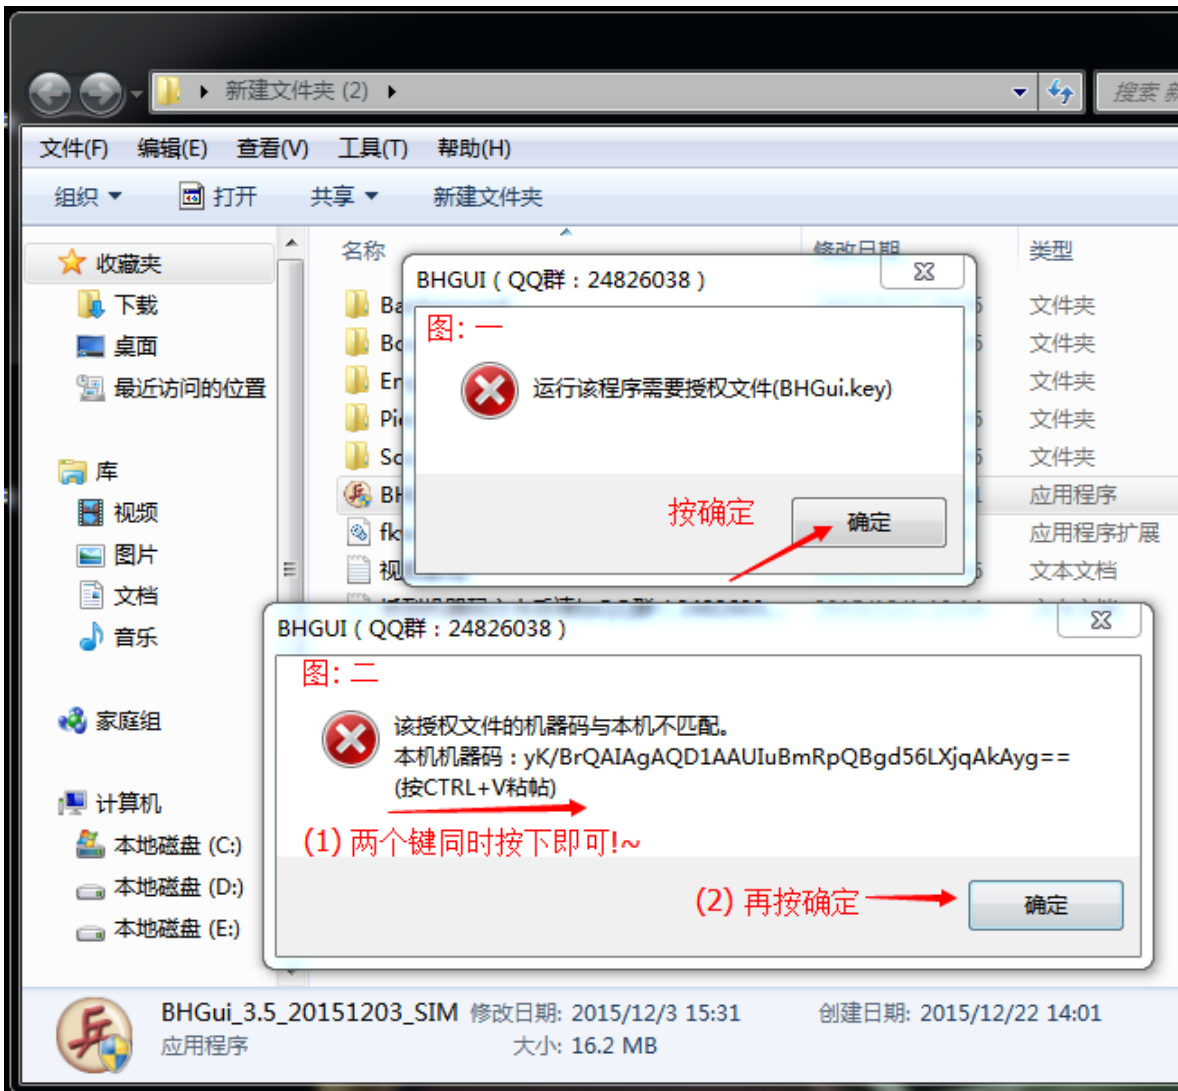 新建文件夹 (2)
搜索 新
文件(F) 编辑(E) 查看(V) 工具(T) 帮助(H)
组织 打开 共享 新建文件夹
名称 修改日期 类型
收藏夹
下载
桌面
最近访问的位置
库
视频
图片
文档
音乐
家庭组
计算机
本地磁盘 (C:)
本地磁盘 (D:)
本地磁盘 (E:)
文件夹
文件夹
文件夹
文件夹
文件夹
应用程序
应用程序扩展
文本文档
BHGUI ( QQ群 : 24826038 )
图: 一
运行该程序需要授权文件(BHGui.key)
按确定
确定
BHGUI ( QQ群 : 24826038 )
图: 二
该授权文件的机器码与本机不匹配。
本机机器码 : yK/BrQAIAgAQD1AAUIuBmRpQBgd56LXjqAkAyg==
(按CTRL+V粘帖)
(1) 两个键同时按下即可!~
(2) 再按确定
确定
BHGui_3.5_20151203_SIM 修改日期: 2015/12/3 15:31 创建日期: 2015/12/22 14:01
应用程序 大小: 16.2 MB